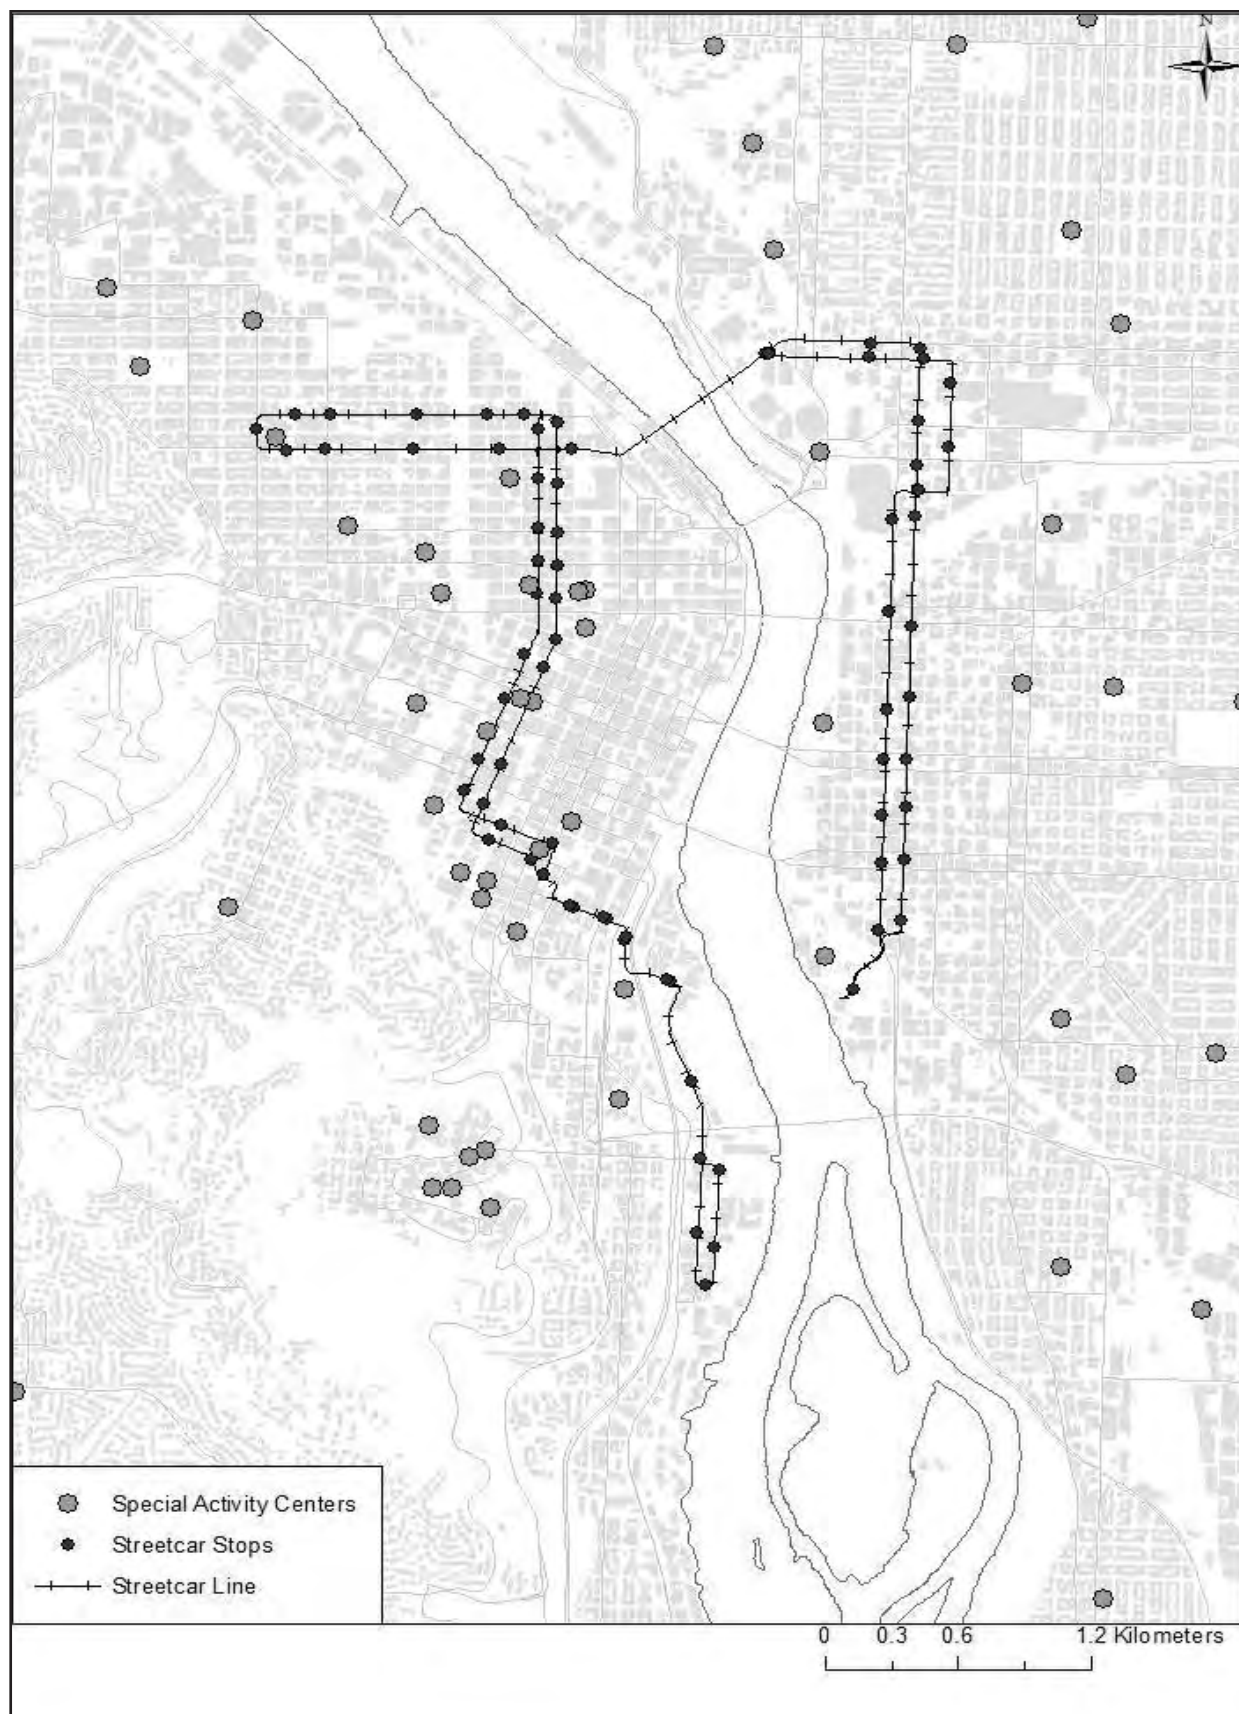 N
Special Activity Centers
Streetcar Stops
Streetcar Line
0 0.3 0.6 1.2 Kilometers